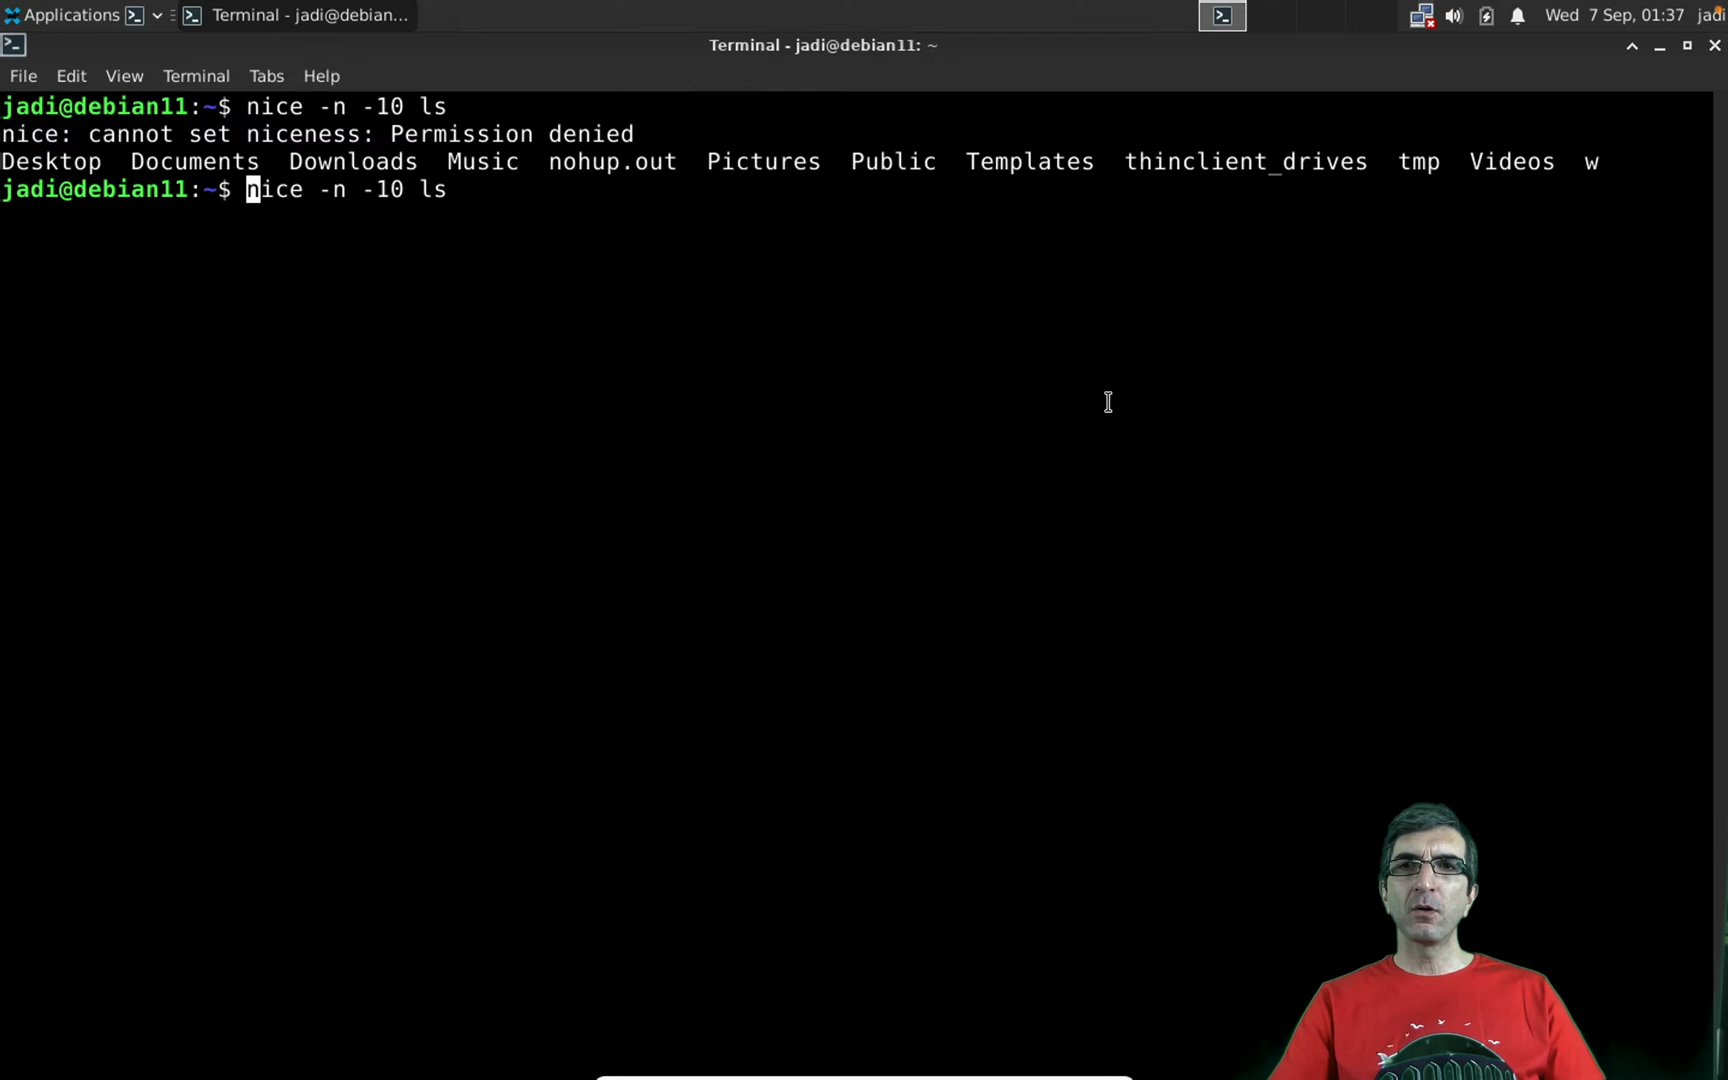 Applications Terminal - jadi@debian... Wed 7 Sep, 01:37 jadi
Terminal - jadi@debian11: ~
File Edit View Terminal Tabs Help
jadi@debian11:~$ nice -n -10 ls
nice: cannot set niceness: Permission denied
Desktop Documents Downloads Music nohup.out Pictures Public Templates thinclient_drives tmp Videos w
jadi@debian11:~$ nice -n -10 ls